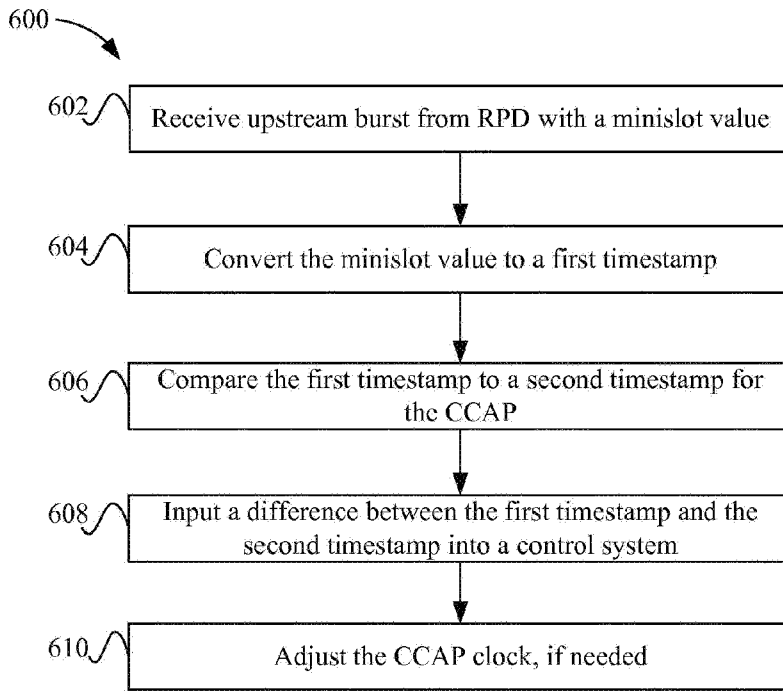 600
602
Receive upstream burst from RPD with a minislot value
604
Convert the minislot value to a first timestamp
606
Compare the first timestamp to a second timestamp for
the CCAP
608
Input a difference between the first timestamp and the
second timestamp into a control system
610
Adjust the CCAP clock, if needed